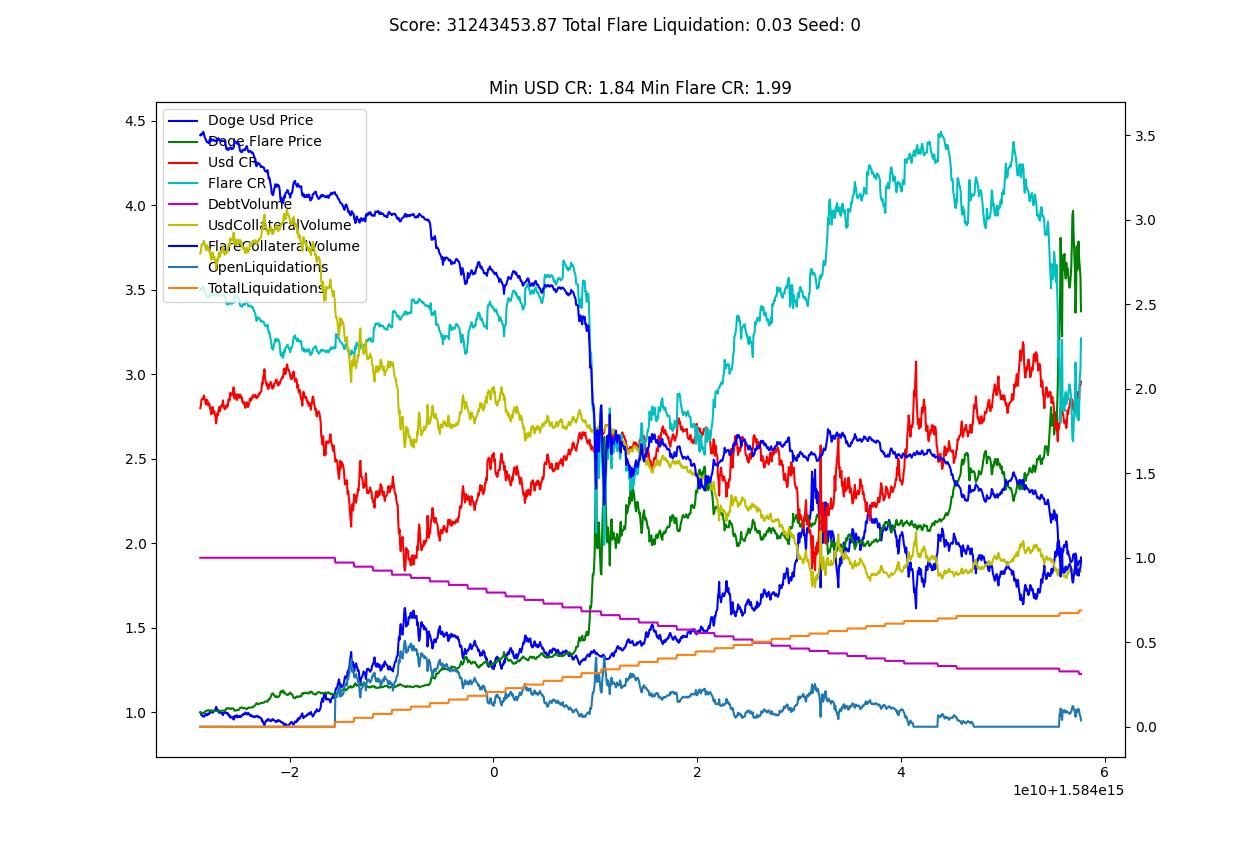 Score: 31243453.87 Total Flare Liquidation: 0.03 Seed: 0
Min USD CR: 1.84 Min Flare CR: 1.99
Doge Usd Price
Doge Flare Price
Usd CR
Flare CR
DebtVolume
UsdCollateralVolume
FlareCollateralVolume
OpenLiquidations
TotalLiquidations
4.5
4.0
3.5
3.0
2.5
2.0
1.5
1.0
3.5
3.0
2.5
2.0
1.5
1.0
0.5
0.0
−2
0
2
4
6
1e10+1.584e15